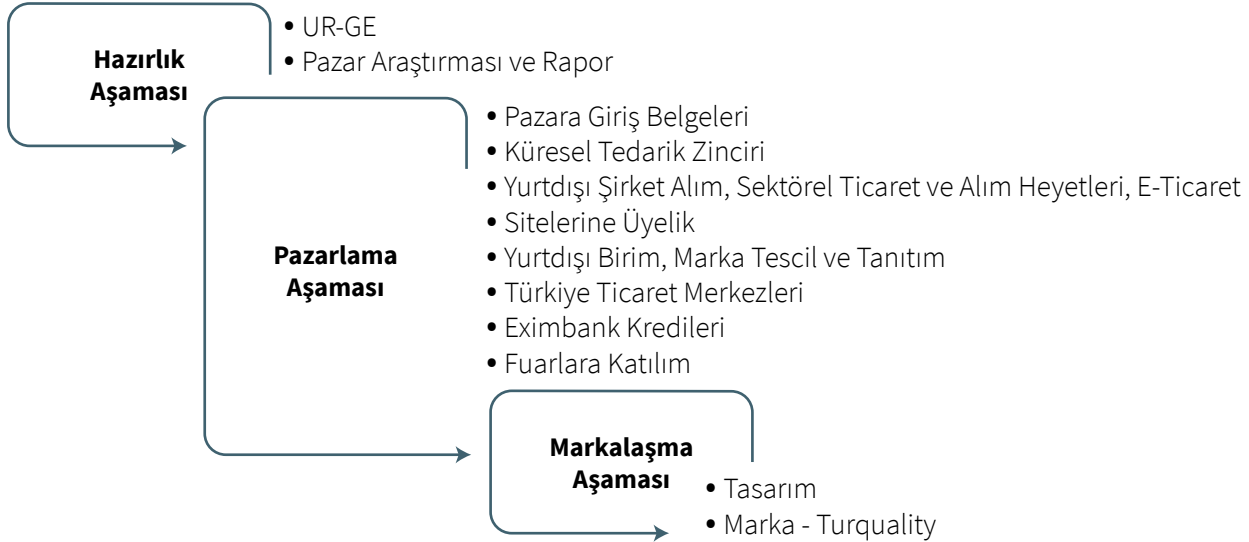 Hazırlık
Aşaması
• UR-GE
• Pazar Araştırması ve Rapor
Pazarlama
Aşaması
• Pazara Giriş Belgeleri
• Küresel Tedarik Zinciri
• Yurtdışı Şirket Alım, Sektörel Ticaret ve Alım Heyetleri, E-Ticaret
• Sitelerine Üyelik
• Yurtdışı Birim, Marka Tescil ve Tanıtım
• Türkiye Ticaret Merkezleri
• Eximbank Kredileri
• Fuarlara Katılım
Markalaşma
Aşaması
• Tasarım
• Marka - Turquality